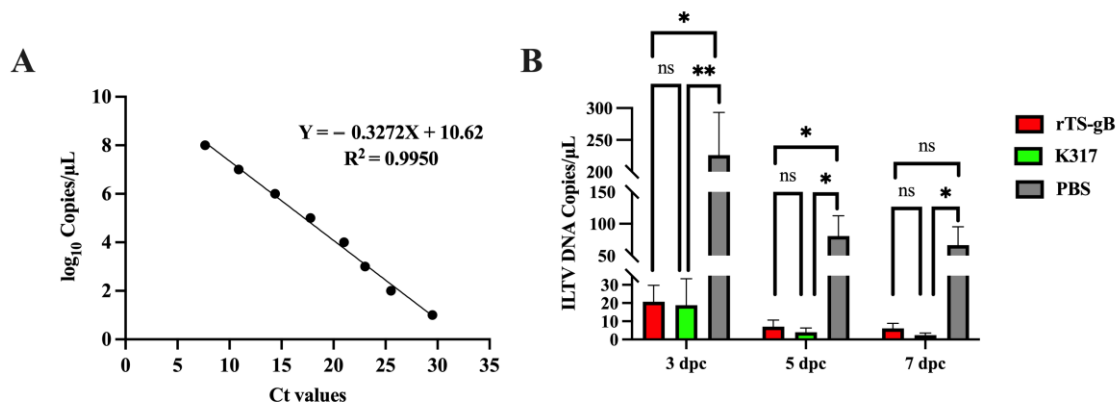 A
log₁₀ Copies/μL
10
8
6
4
2
0
Y = − 0.3272X + 10.62
R² = 0.9950
0 5 10 15 20 25 30 35
Ct values
B
ILTV DNA Copies/μL
300
250
200
150
100
50
30
20
10
0
*
ns **
*
ns *
ns
ns *
3 dpc 5 dpc 7 dpc
rTS-gB
K317
PBS